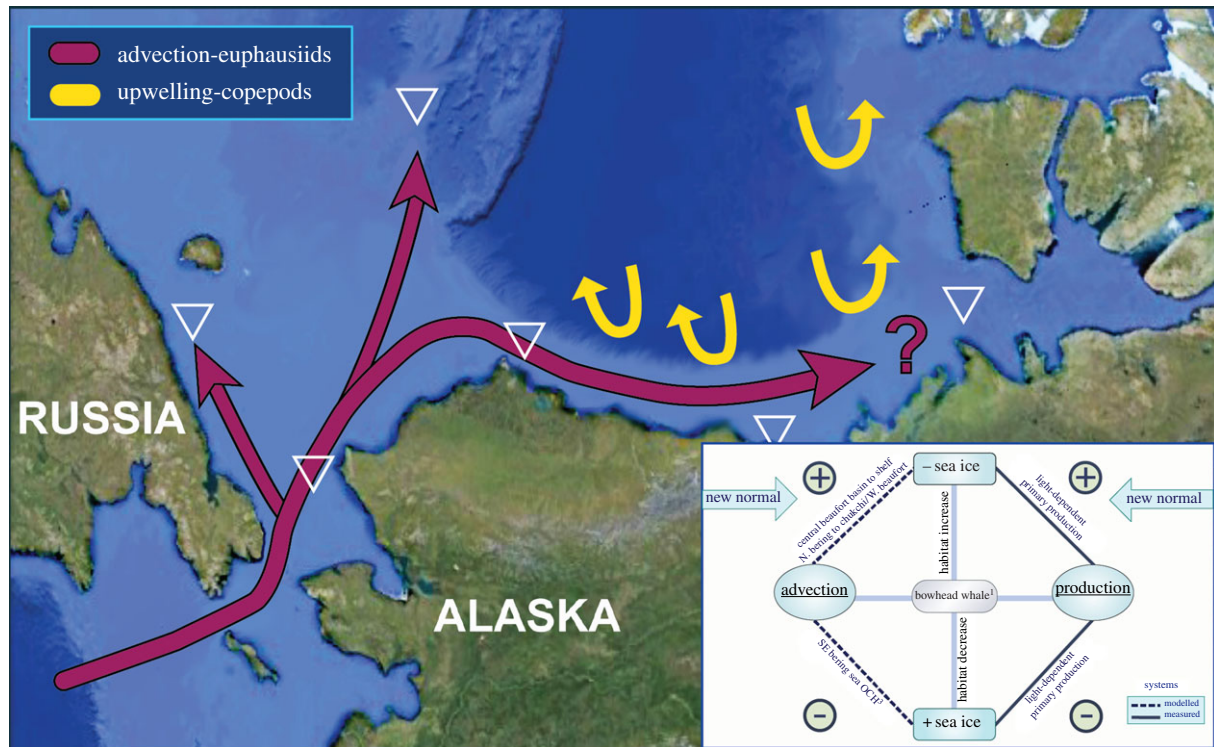 advection-euphausiids
upwelling-copepods
?
RUSSIA
ALASKA
– sea ice
+
+
new normal
new normal
central beaufort basin to shelf
N. bering to chukchi/W. beaufort
light-dependent
primary production
habitat increase
advection
bowhead whale¹
production
habitat decrease
SE bering sea OCH³
light-dependent
primary production
–
+ sea ice
–
systems
modelled
measured